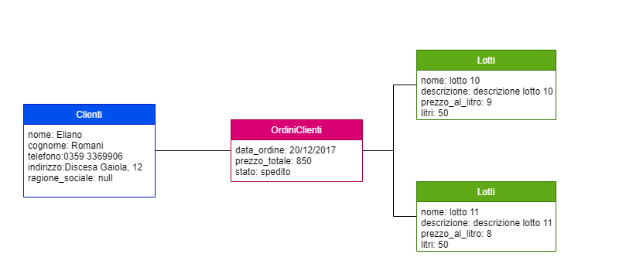 Clienti
nome: Eliano
cognome: Romani
telefono:0359 3369906
indirizzo:Discesa Gaiola, 12
ragione_sociale: null
OrdiniClienti
data_ordine: 20/12/2017
prezzo_totale: 850
stato: spedito
Lotti
nome: lotto 10
descrizione: descrizione lotto 10
prezzo_al_litro: 9
litri: 50
Lotti
nome: lotto 11
descrizione: descrizione lotto 11
prezzo_al_litro: 8
litri: 50